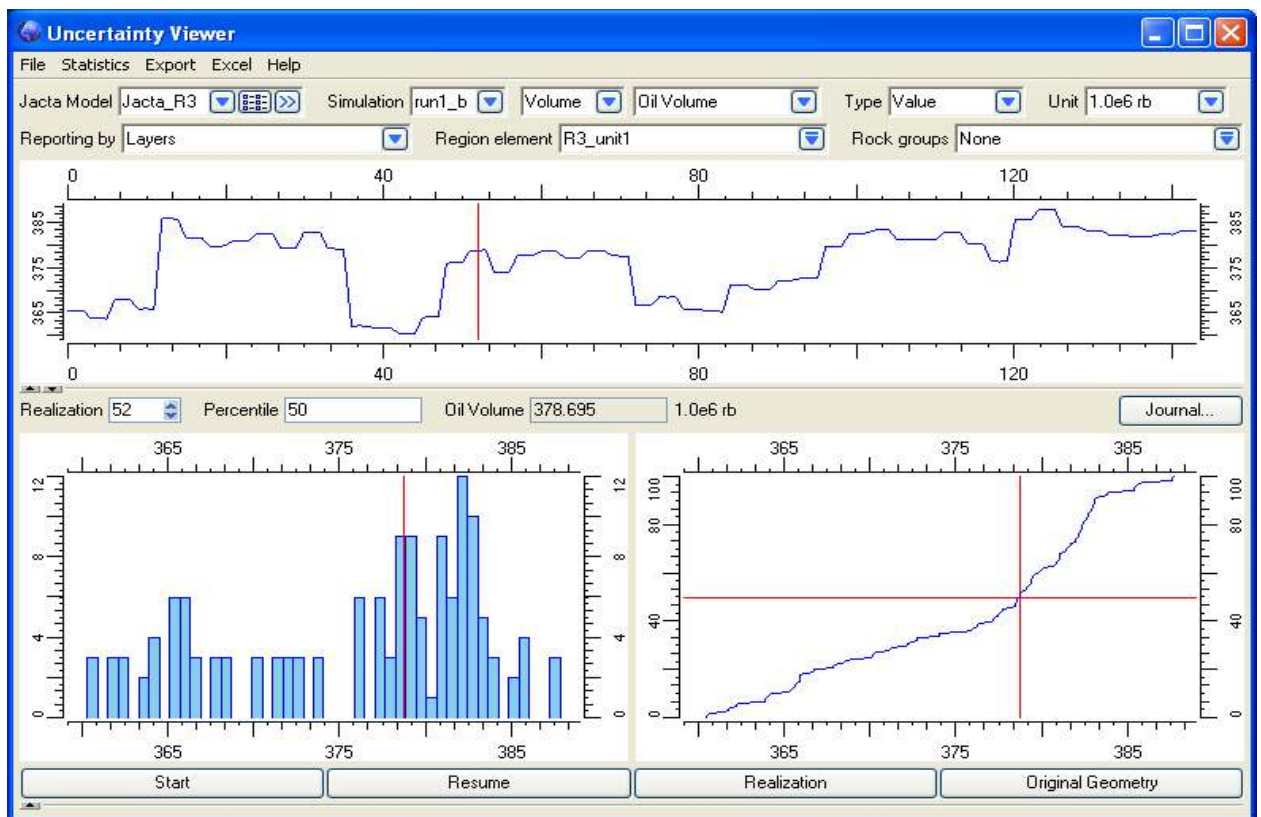 Uncertainty Viewer
File Statistics Export Excel Help
Jacta Model Jacta_R3 Simulation run1_b Volume Oil Volume Type Value Unit 1.0e6 rb
Reporting by Layers Region element R3_unit1 Rock groups None
0 40 80 120
385 385
375 375
365 365
0 40 80 120
Realization 52 Percentile 50 Oil Volume 378.695 1.0e6 rb Journal...
365 375 385 365 375 385
12 12 100 100
8 8 80 80
4 4 40 40
0 0 0 0
365 375 385 365 375 385
Start Resume Realization Original Geometry